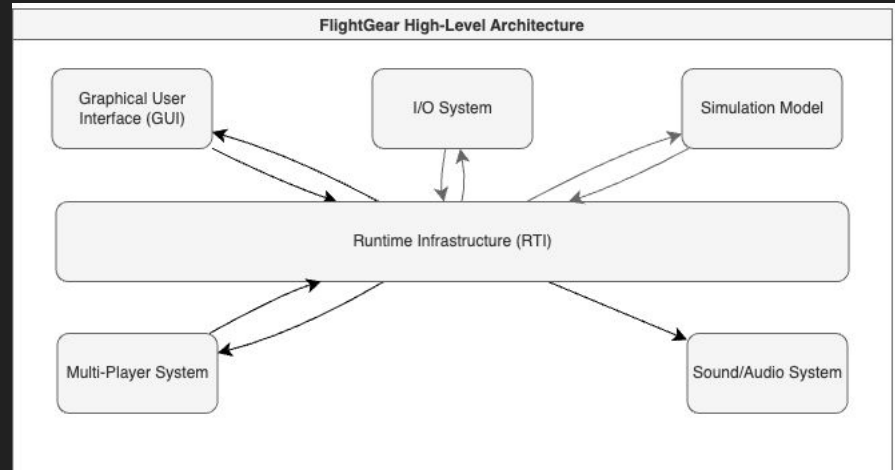 FlightGear High-Level Architecture
Graphical User
Interface (GUI)
I/O System
Simulation Model
Runtime Infrastructure (RTI)
Multi-Player System
Sound/Audio System